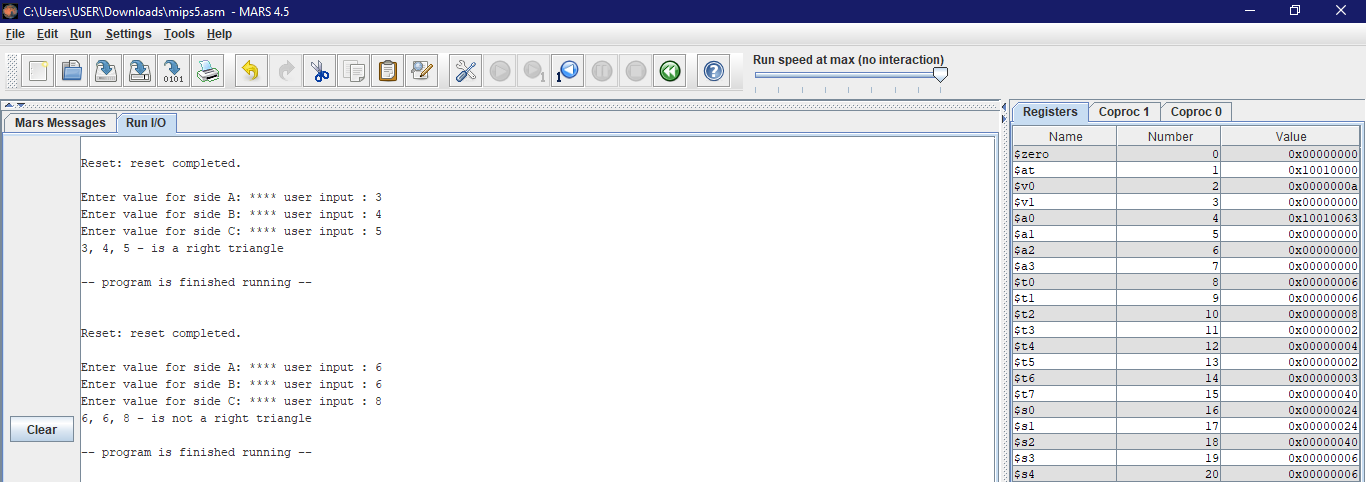 C:\Users\USER\Downloads\mips5.asm - MARS 4.5
File Edit Run Settings Tools Help
0101
1
1
?
Run speed at max (no interaction)
Mars Messages Run I/O
Reset: reset completed.
Enter value for side A: **** user input : 3
Enter value for side B: **** user input : 4
Enter value for side C: **** user input : 5
3, 4, 5 - is a right triangle
-- program is finished running --
Reset: reset completed.
Enter value for side A: **** user input : 6
Enter value for side B: **** user input : 6
Enter value for side C: **** user input : 8
6, 6, 8 - is not a right triangle
-- program is finished running --
Clear
Registers Coproc 1 Coproc 0
Name Number Value
$zero 0 0x00000000
$at 1 0x10010000
$v0 2 0x0000000a
$v1 3 0x00000000
$a0 4 0x10010063
$a1 5 0x00000000
$a2 6 0x00000000
$a3 7 0x00000000
$t0 8 0x00000006
$t1 9 0x00000006
$t2 10 0x00000008
$t3 11 0x00000002
$t4 12 0x00000004
$t5 13 0x00000002
$t6 14 0x00000003
$t7 15 0x00000040
$s0 16 0x00000024
$s1 17 0x00000024
$s2 18 0x00000040
$s3 19 0x00000006
$s4 20 0x00000006